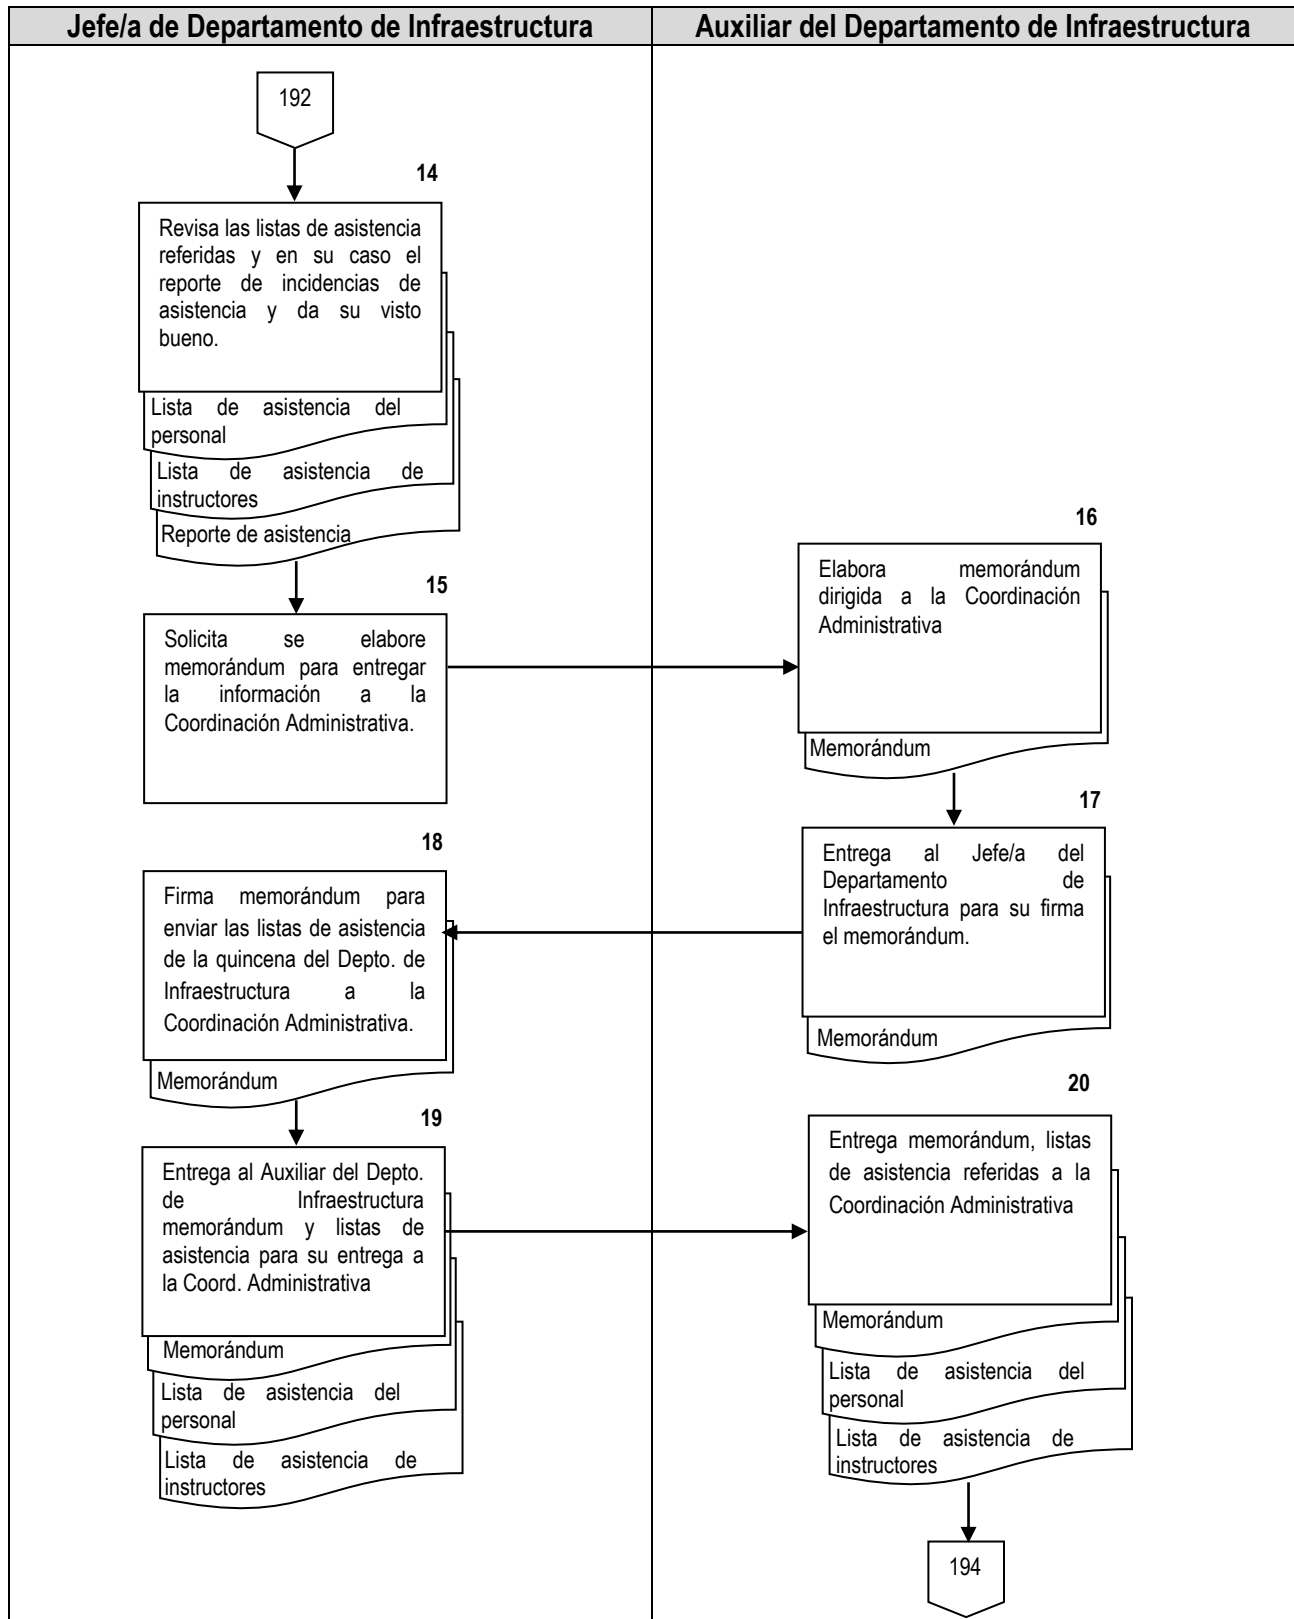 Jefe/a de Departamento de Infraestructura
Auxiliar del Departamento de Infraestructura
192
14
Revisa las listas de asistencia
referidas y en su caso el
reporte de incidencias de
asistencia y da su visto
bueno.
Lista de asistencia del
personal
Lista de asistencia de
instructores
Reporte de asistencia
15
Solicita se elabore
memorándum para entregar
la información a la
Coordinación Administrativa.
16
Elabora memorándum
dirigida a la Coordinación
Administrativa
Memorándum
17
Entrega al Jefe/a del
Departamento de
Infraestructura para su firma
el memorándum.
Memorándum
18
Firma memorándum para
enviar las listas de asistencia
de la quincena del Depto. de
Infraestructura a la
Coordinación Administrativa.
Memorándum
19
Entrega al Auxiliar del Depto.
de Infraestructura
memorándum y listas de
asistencia para su entrega a
la Coord. Administrativa
Memorándum
Lista de asistencia del
personal
Lista de asistencia de
instructores
20
Entrega memorándum, listas
de asistencia referidas a la
Coordinación Administrativa
Memorándum
Lista de asistencia del
personal
Lista de asistencia de
instructores
194